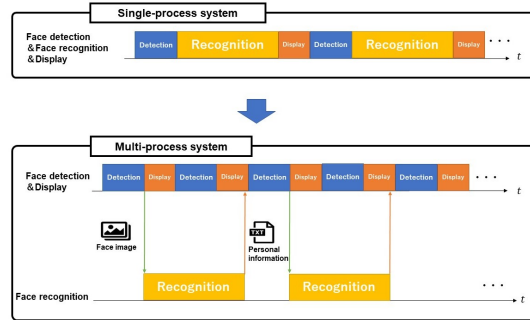 Single-process system
Face detection
&Face recognition
&Display
Detection Recognition Display Detection Recognition Display ・・・
t
Multi-process system
Face detection
&Display
Detection Display Detection Display Detection Display Detection Display Detection Display ・・・
t
Face image
TXT
Personal
information
Recognition Recognition ・・・
Face recognition
t